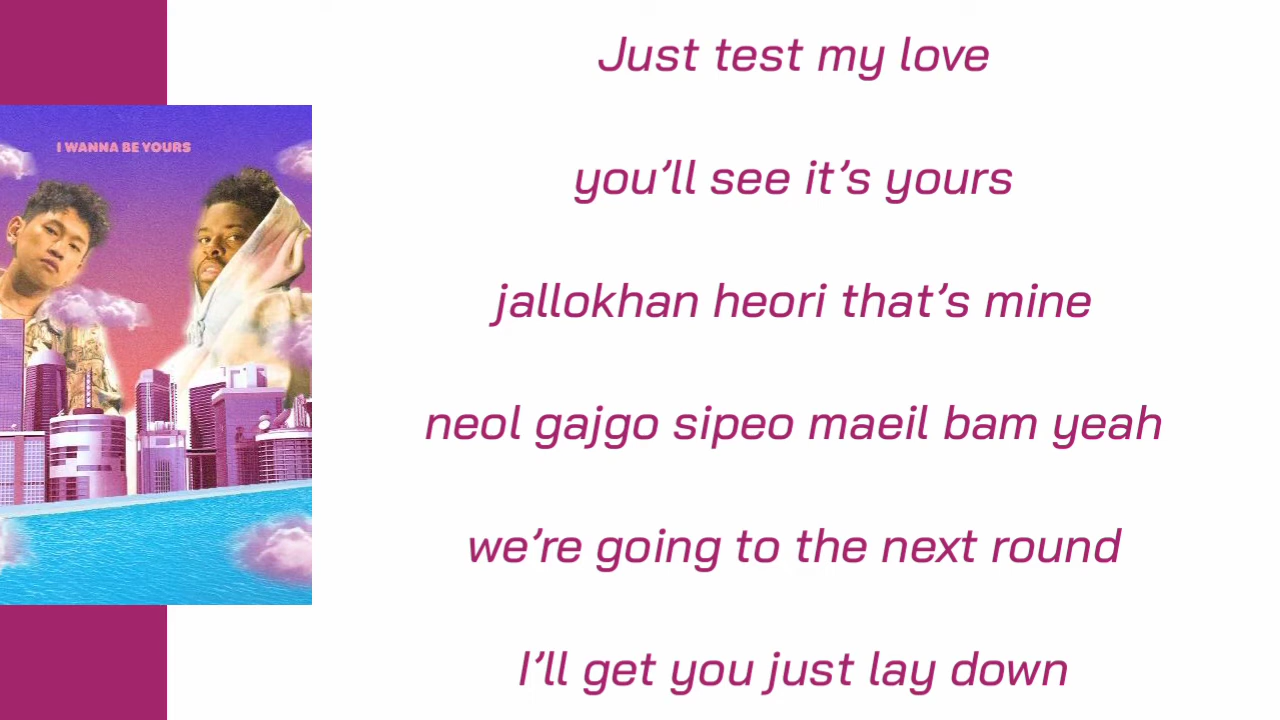 I WANNA BE YOURS
Just test my love
you’ll see it’s yours
jallokhan heori that’s mine
neol gajgo sipeo maeil bam yeah
we’re going to the next round
I’ll get you just lay down